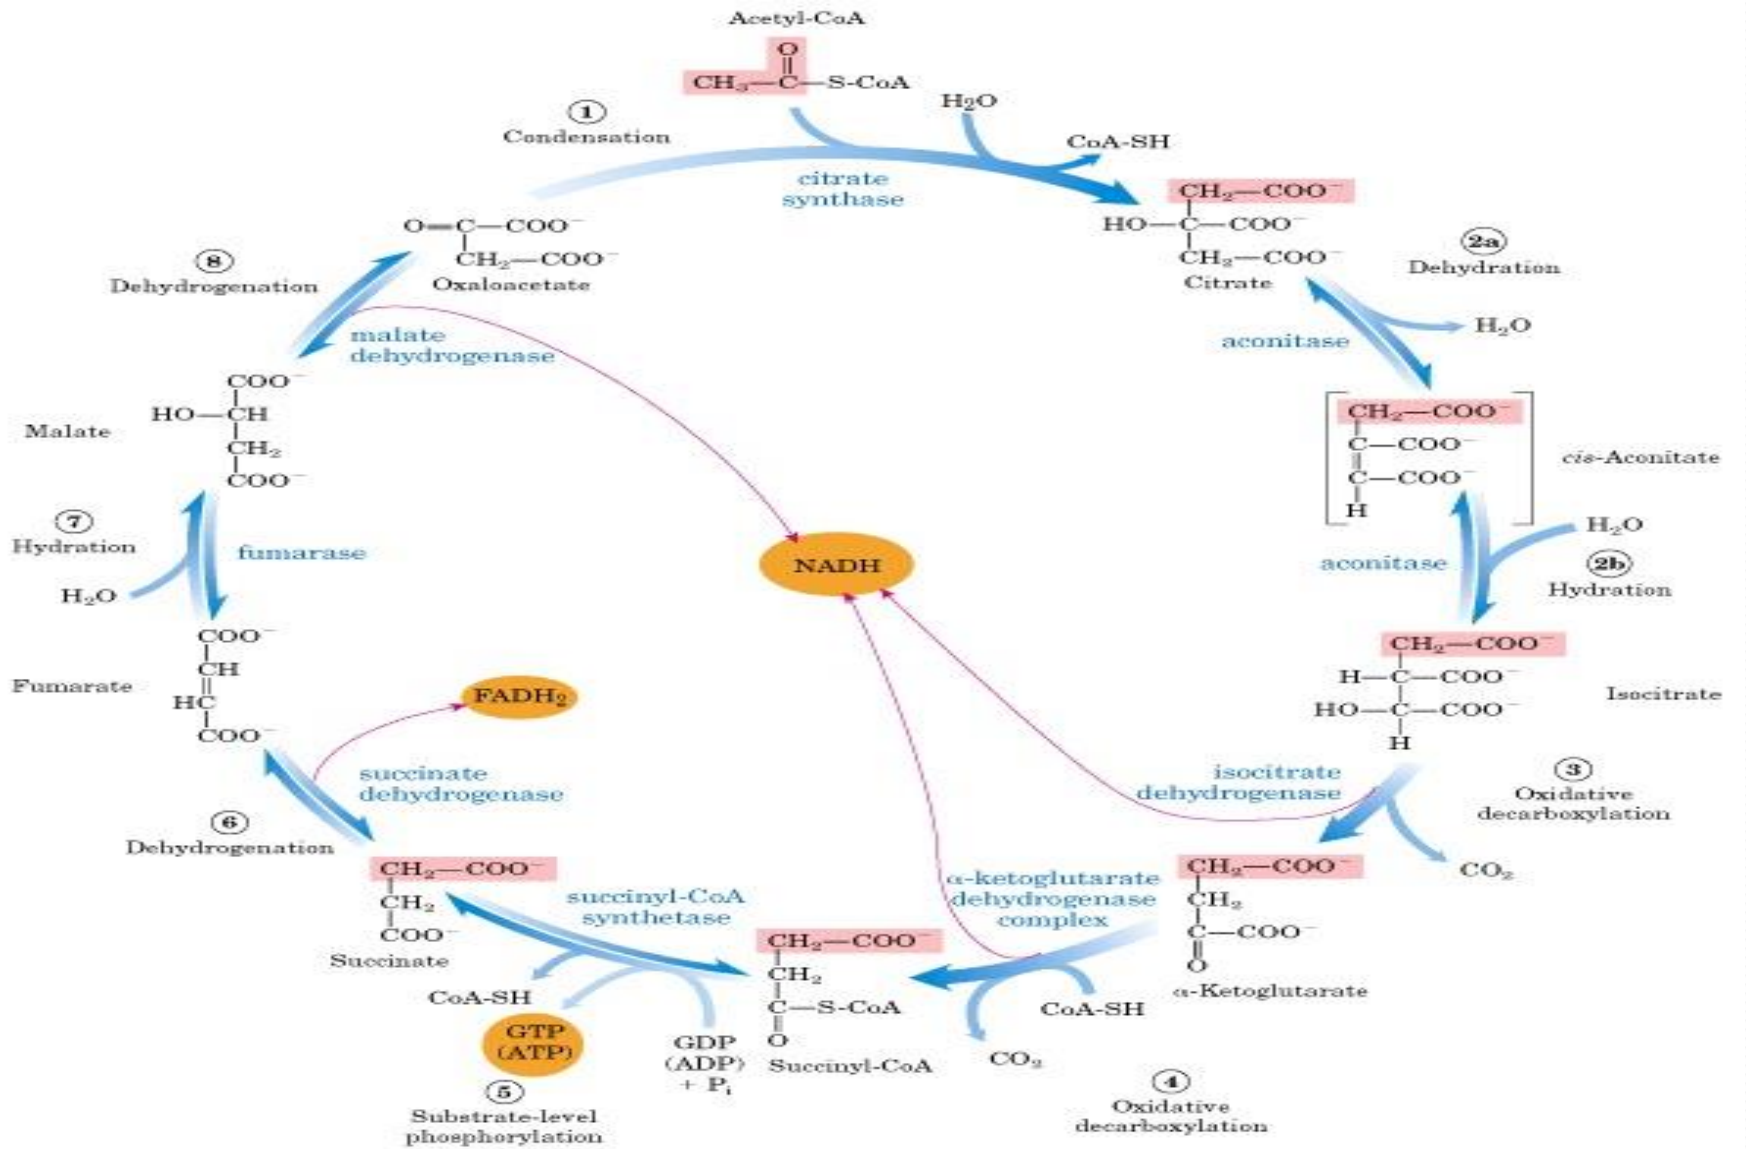 Acetyl-CoA
O
CH₃—C—S-CoA
H₂O
1
Condensation
CoA-SH
citrate
synthase
CH₂—COO⁻
HO—C—COO⁻
CH₂—COO⁻
Citrate
2a
Dehydration
H₂O
aconitase
CH₂—COO⁻
C—COO⁻
C—COO⁻
H
cis-Aconitate
H₂O
aconitase
2b
Hydration
CH₂—COO⁻
H—C—COO⁻
HO—C—COO⁻
H
Isocitrate
isocitrate
dehydrogenase
3
Oxidative
decarboxylation
CO₂
CH₂—COO⁻
CH₂
C—COO⁻
O
α-Ketoglutarate
α-ketoglutarate
dehydrogenase
complex
CoA-SH
CO₂
4
Oxidative
decarboxylation
CH₂—COO⁻
CH₂
C—S-CoA
O
Succinyl-CoA
succinyl-CoA
synthetase
GDP
(ADP)
+ Pᵢ
CoA-SH
GTP
(ATP)
5
Substrate-level
phosphorylation
CH₂—COO⁻
CH₂
COO⁻
Succinate
6
Dehydrogenation
succinate
dehydrogenase
FADH₂
COO⁻
CH
HC
COO⁻
Fumarate
7
Hydration
H₂O
fumarase
COO⁻
HO—CH
CH₂
COO⁻
Malate
8
Dehydrogenation
malate
dehydrogenase
O=C—COO⁻
CH₂—COO⁻
Oxaloacetate
NADH